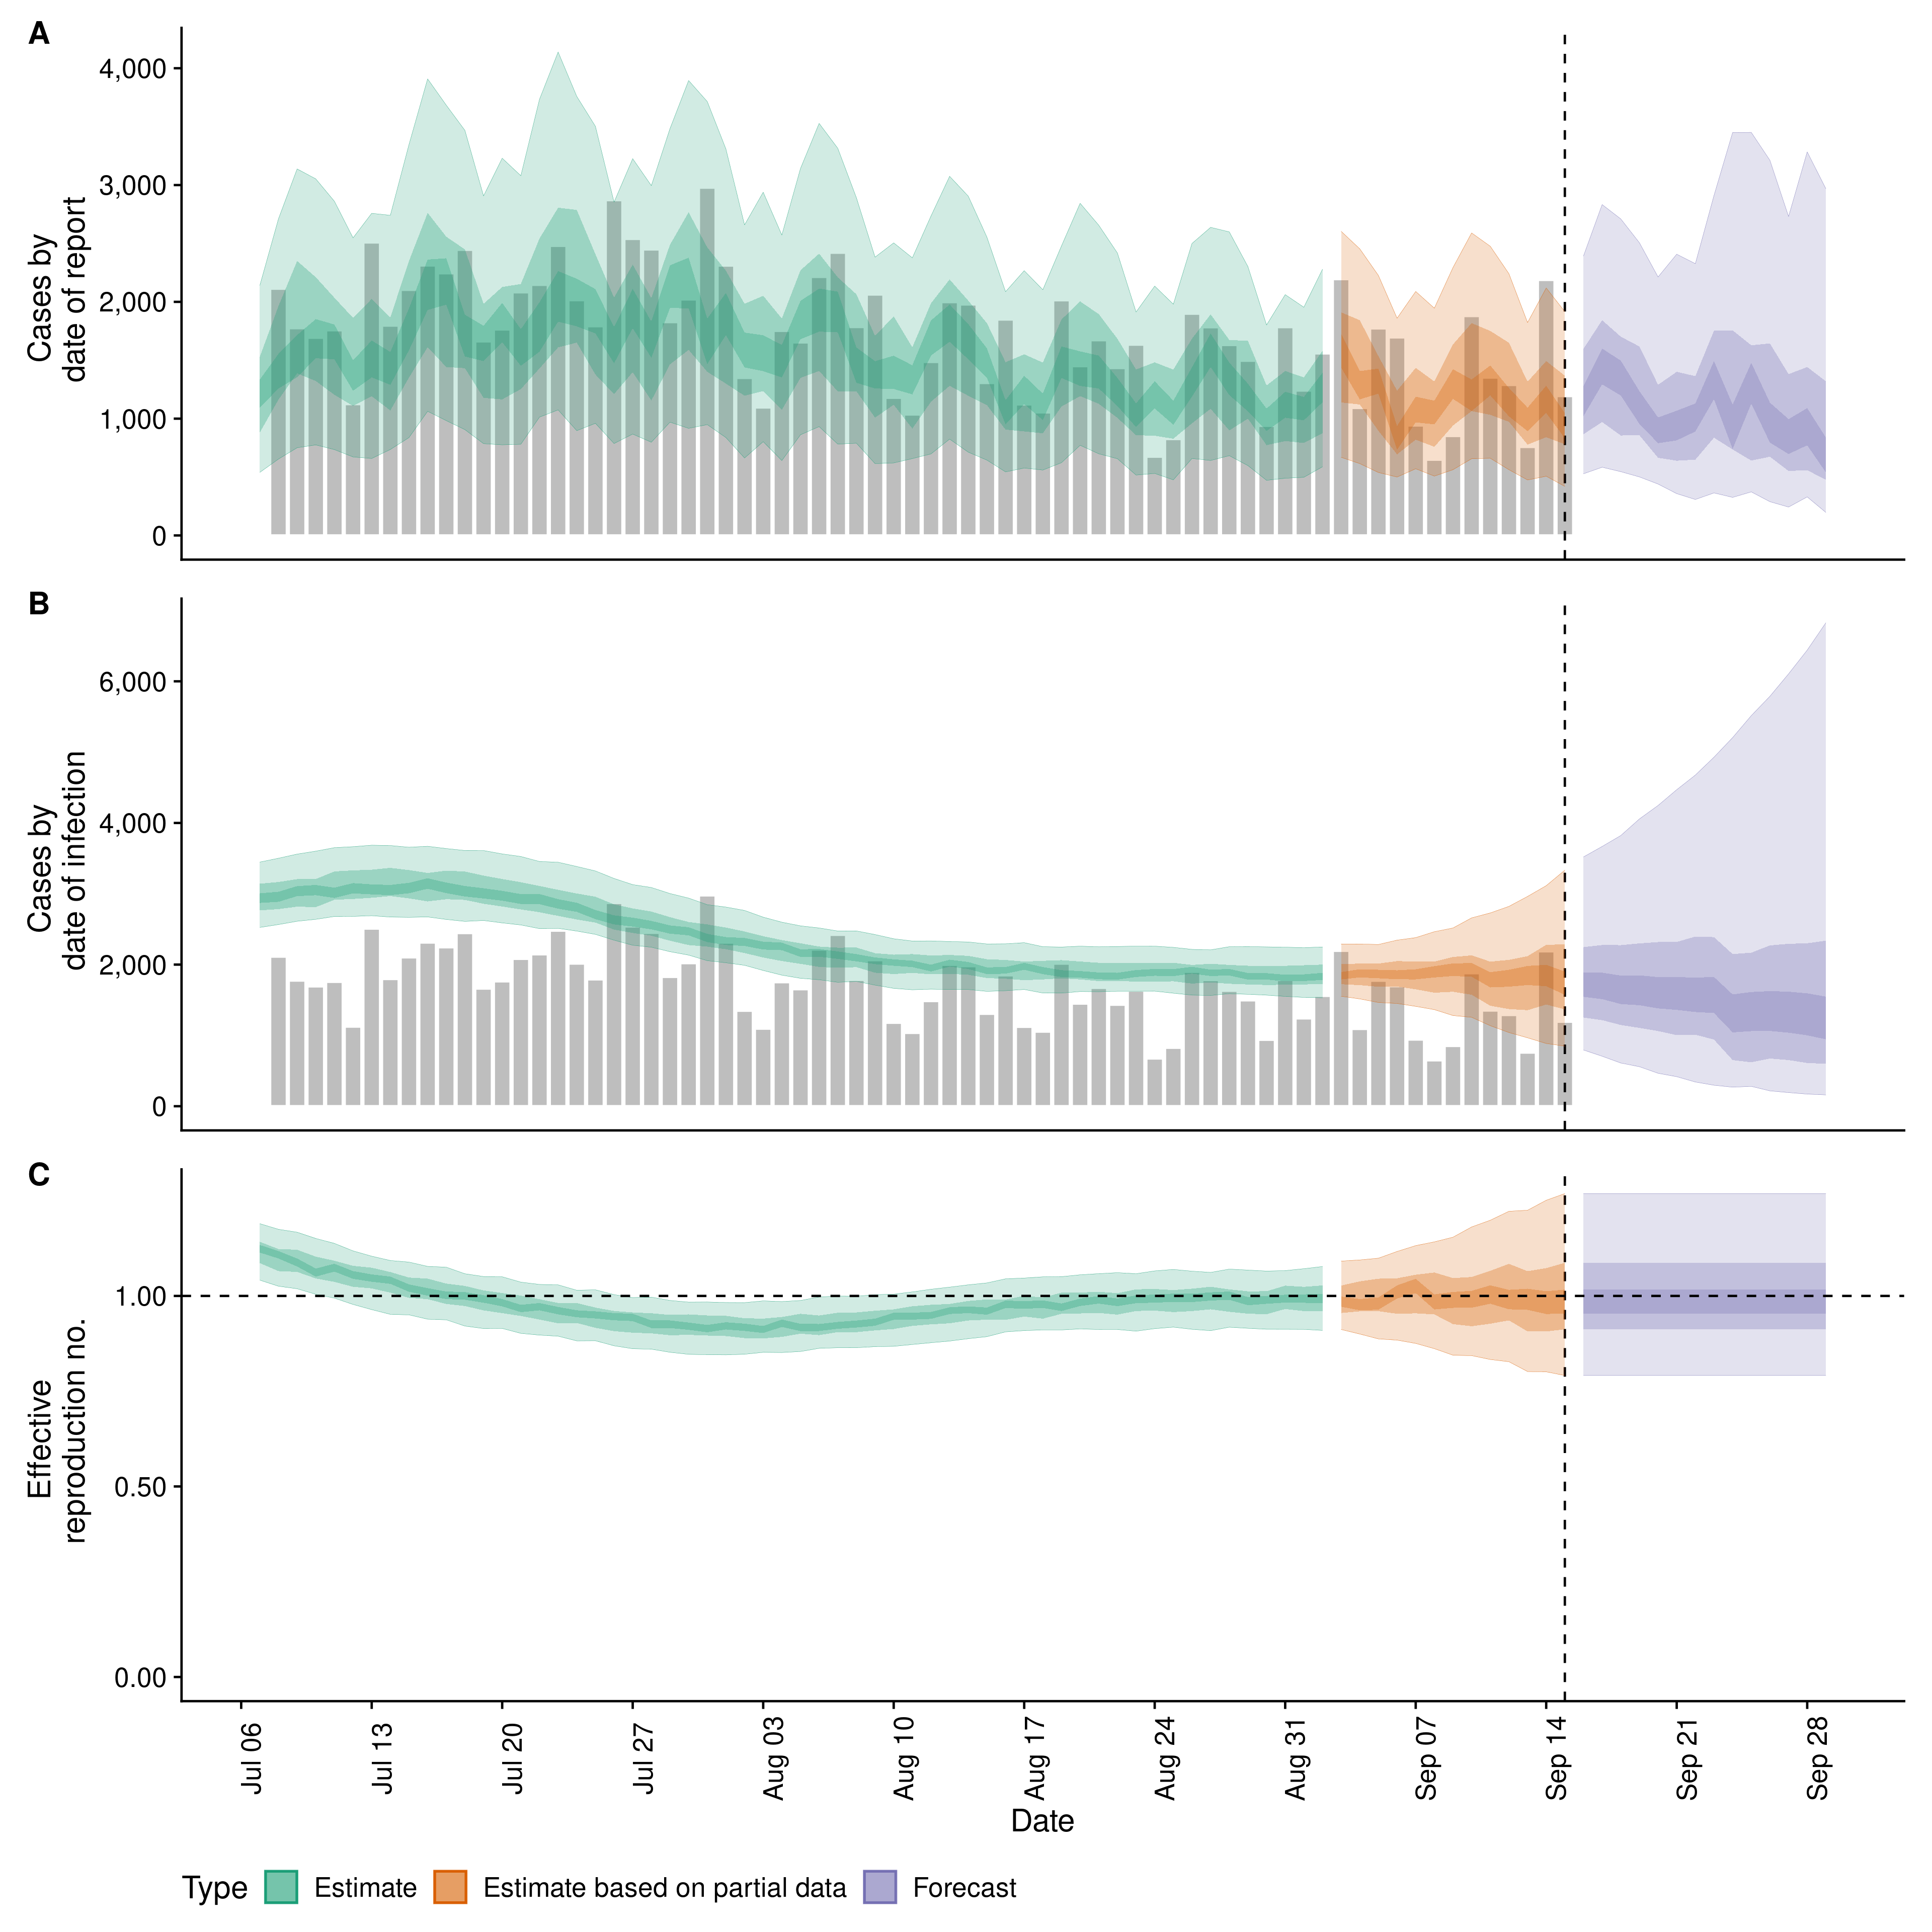 A
Cases by
date of report
4,000
3,000
2,000
1,000
0
B
Cases by
date of infection
6,000
4,000
2,000
0
C
Effective
reproduction no.
1.00
0.50
0.00
Jul 06
Jul 13
Jul 20
Jul 27
Aug 03
Aug 10
Aug 17
Aug 24
Aug 31
Sep 07
Sep 14
Sep 21
Sep 28
Date
Type Estimate Estimate based on partial data Forecast